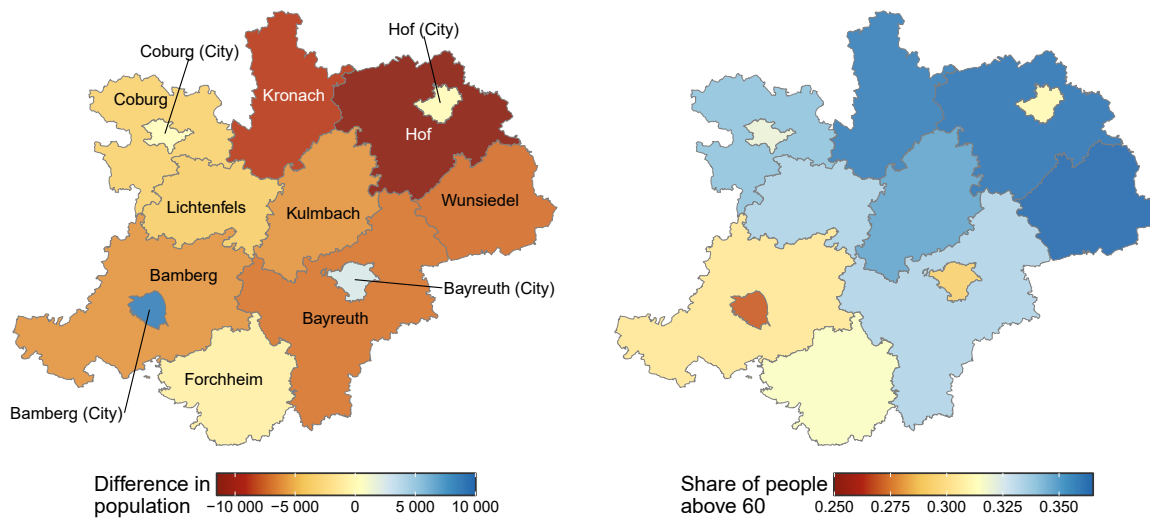 Hof (City)
Coburg (City)
Coburg
Kronach
Hof
Lichtenfels
Kulmbach
Wunsiedel
Bamberg
Bayreuth (City)
Bayreuth
Forchheim
Bamberg (City)
Difference in
population
−10 000 −5 000 0 5 000 10 000
Share of people
above 60
0.250 0.275 0.300 0.325 0.350